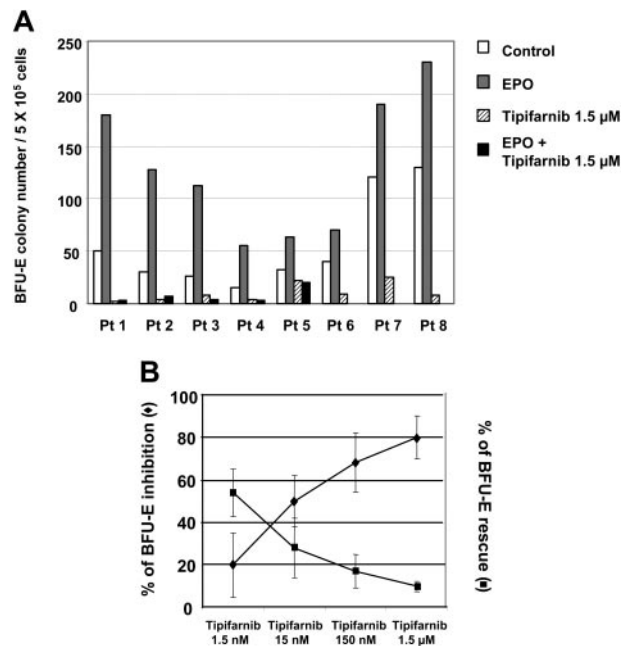 A
BFU-E colony number / 5 X 10⁵ cells
250
200
150
100
50
0
Pt 1 Pt 2 Pt 3 Pt 4 Pt 5 Pt 6 Pt 7 Pt 8
Control
EPO
Tipifarnib 1.5 µM
EPO +
Tipifarnib 1.5 µM
B
% of BFU-E inhibition (♦)
100
80
60
40
20
0
Tipifarnib Tipifarnib Tipifarnib Tipifarnib
1.5 nM 15 nM 150 nM 1.5 µM
% of BFU-E
rescue (■)